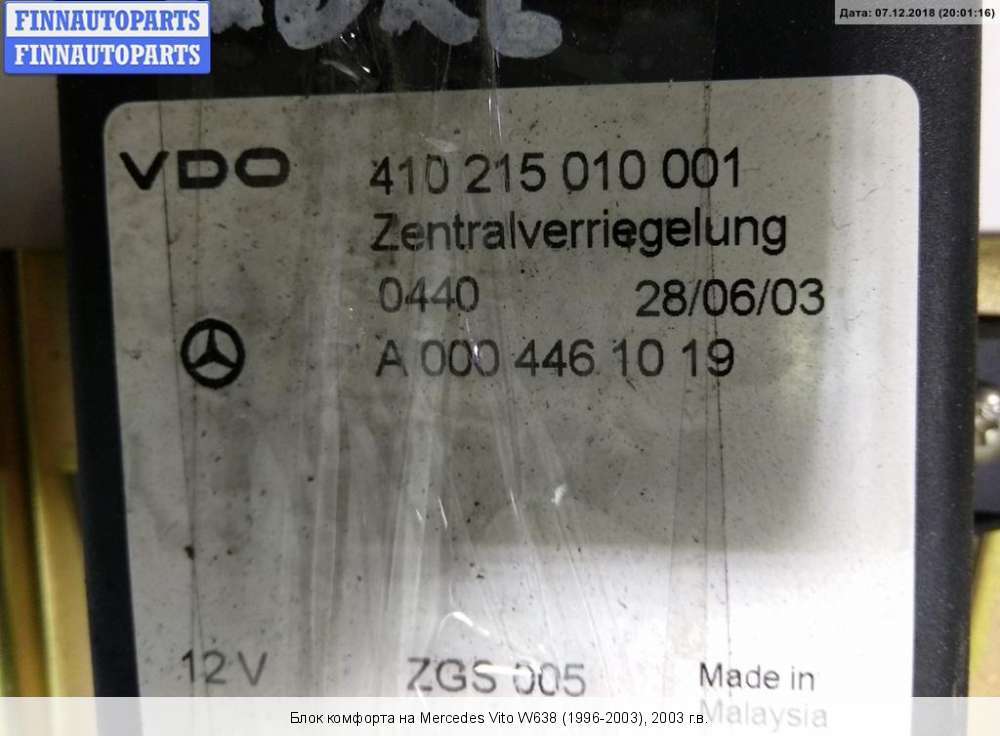 FINNAUTOPARTS
FINNAUTOPARTS
Дата: 07.12.2018 (20:01:16)
VDO
410 215 010 001
Zentralverriegelung
0440 28/06/03
A 000 446 10 19
12 V
ZGS 005
Made in
Malaysia
Блок комфорта на Mercedes Vito W638 (1996-2003), 2003 г.в.